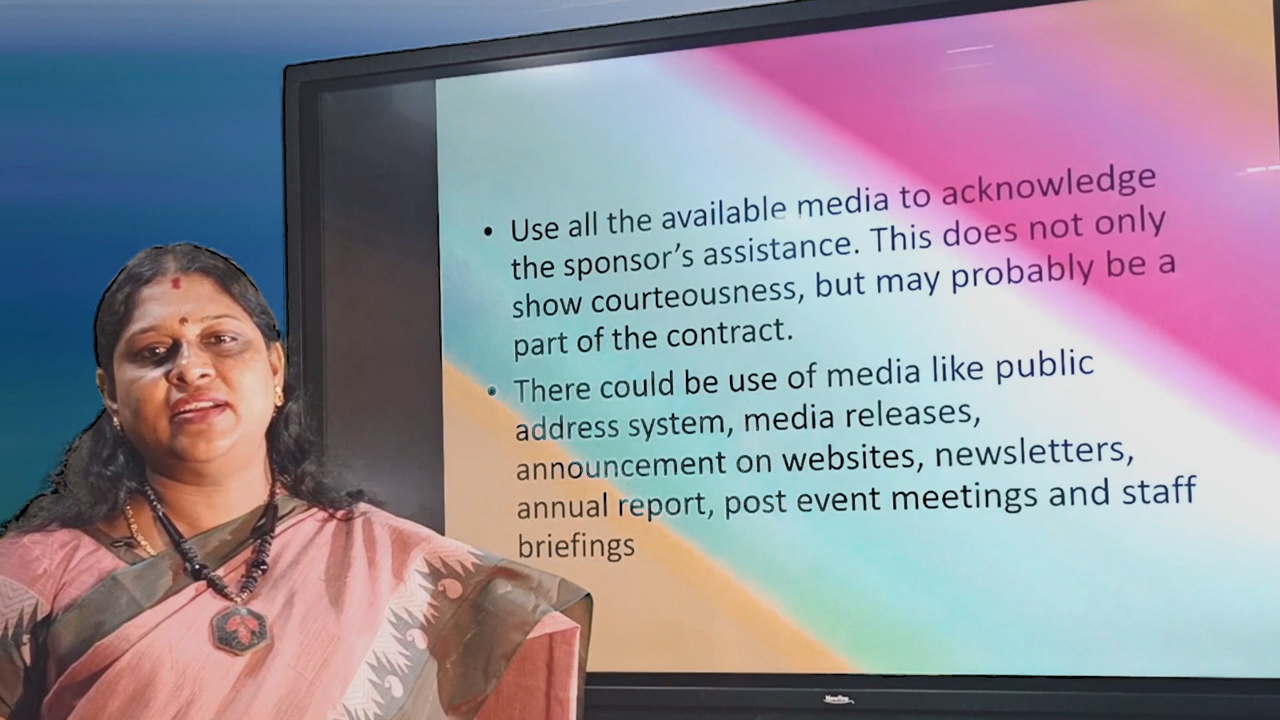 • Use all the available media to acknowledge
the sponsor's assistance. This does not only
show courteousness, but may probably be a
part of the contract.
• There could be use of media like public
address system, media releases,
announcement on websites, newsletters,
annual report, post event meetings and staff
briefings